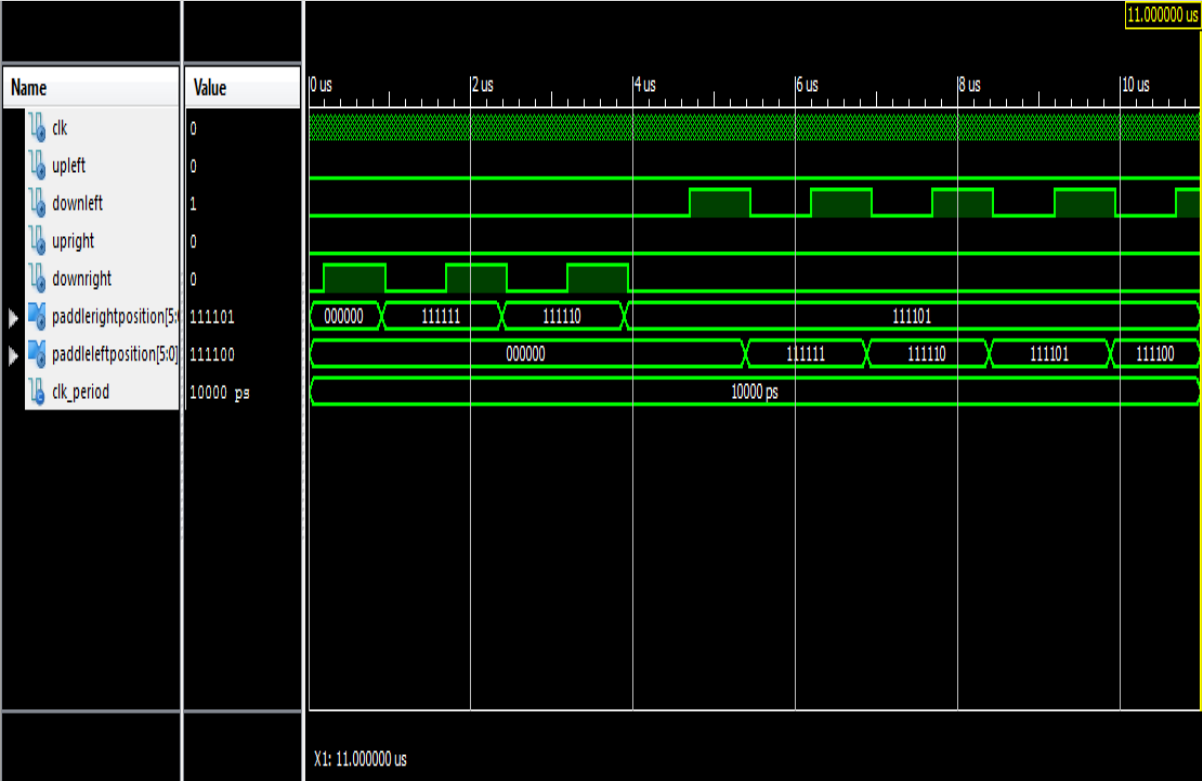 11.000000 us
Name Value 0 us 2 us 4 us 6 us 8 us 10 us
clk 0
upleft 0
downleft 1
upright 0
downright 0
paddlerightposition[5: 111101 000000 111111 111110 111101
paddleleftposition[5:0] 111100 000000 111111 111110 111101 111100
clk_period 10000 ps 10000 ps
X1: 11.000000 us